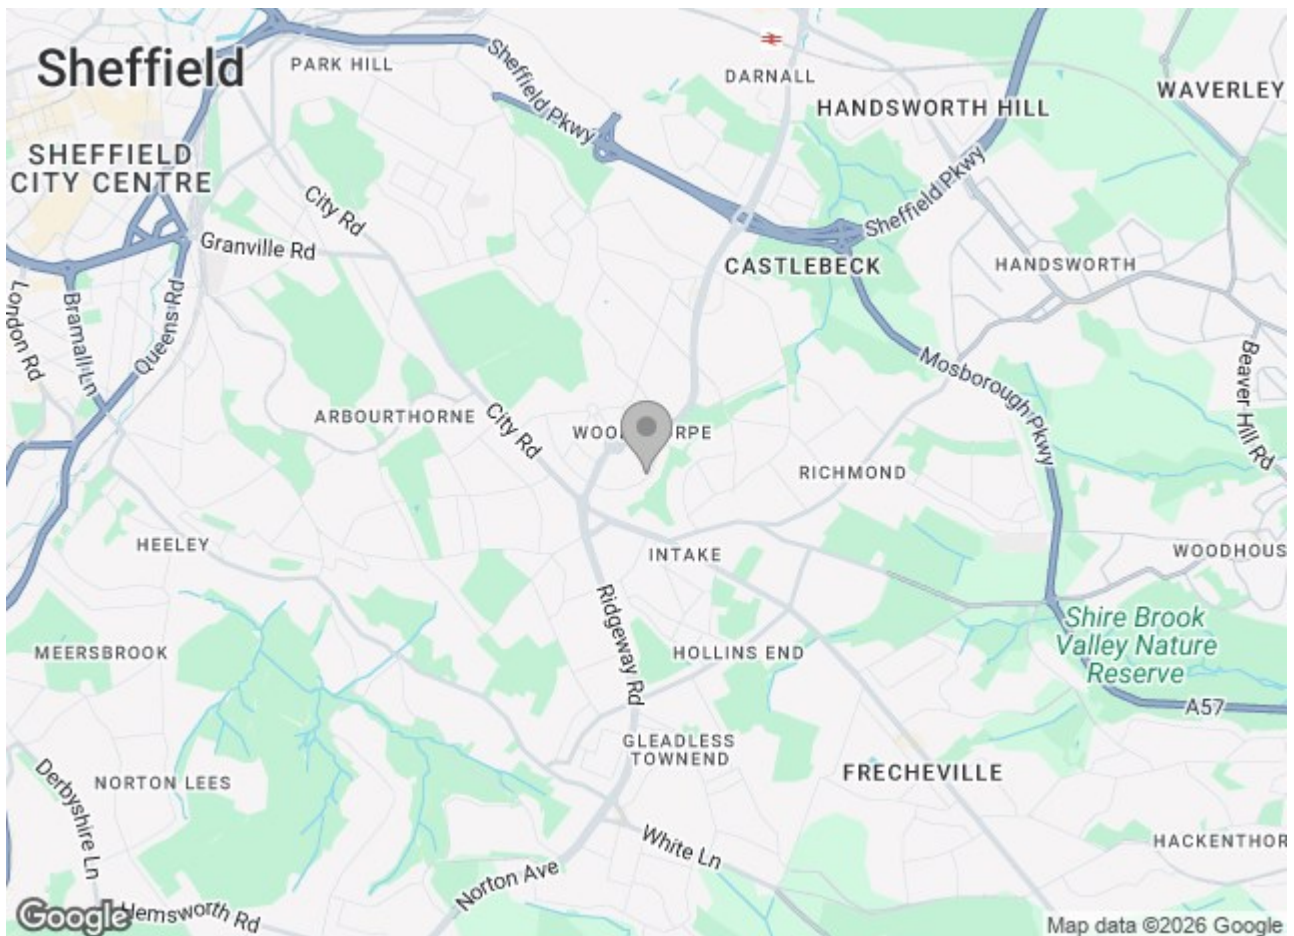 Sheffield
PARK HILL
Sheffield Pkwy
DARNALL
HANDSWORTH HILL
WAVERLEY
SHEFFIELD
CITY CENTRE
City Rd
Granville Rd
Sheffield Pkwy
CASTLEBECK
HANDSWORTH
London Rd
Bramall Ln
Queens Rd
Mosborough Pkwy
Beaver Hill Rd
ARBOURTHORNE
City Rd
WOO
RPE
RICHMOND
HEELEY
INTAKE
WOODHOUS
Ridgeway Rd
Shire Brook
Valley Nature
Reserve
MEERSBROOK
HOLLINS END
A57
GLEADLESS
TOWNEND
FRECHEVILLE
Derbyshire Ln
NORTON LEES
White Ln
HACKENTHOR
Norton Ave
Hemsworth Rd
Google
Map data ©2026 Google